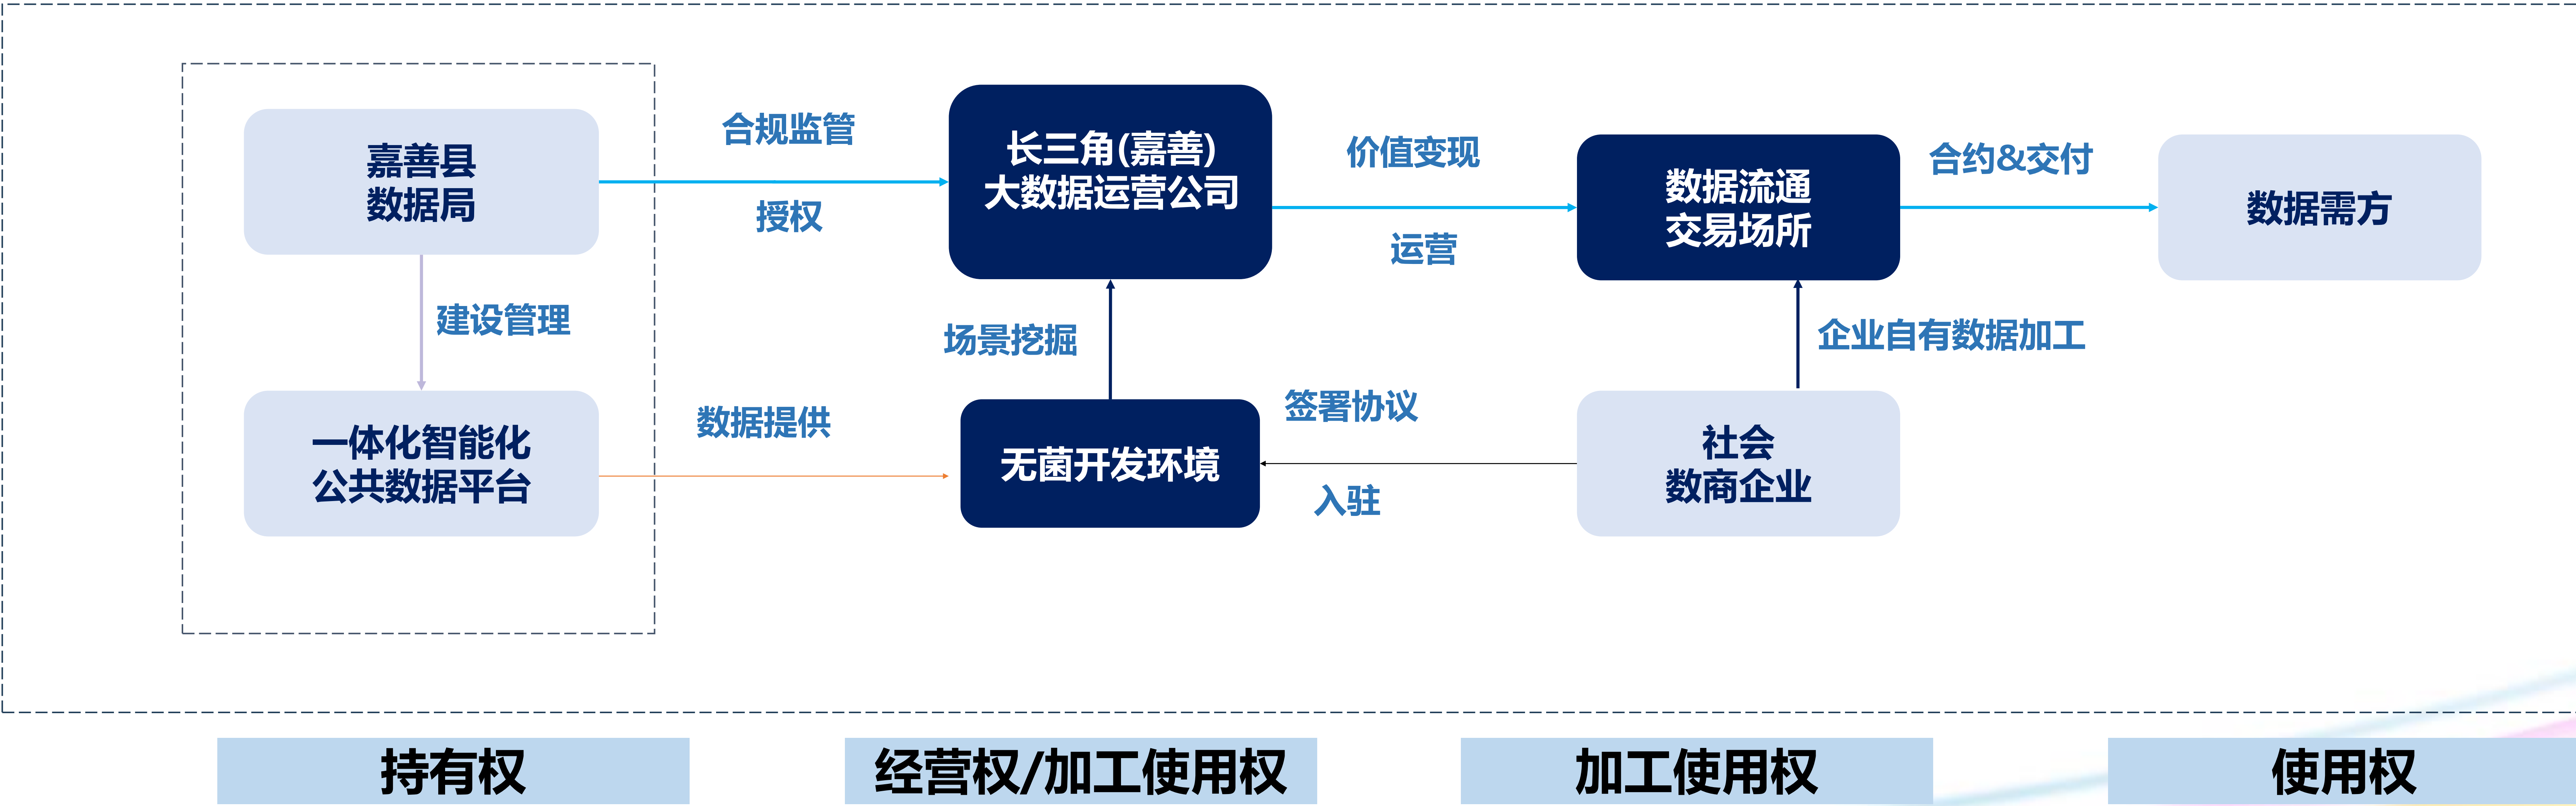 嘉善县
数据局
合规监管
授权
长三角(嘉善)
大数据运营公司
价值变现
运营
数据流通
交易场所
合约&交付
数据需方
建设管理
场景挖掘
企业自有数据加工
一体化智能化
公共数据平台
数据提供
无菌开发环境
签署协议
入驻
社会
数商企业
持有权
经营权/加工使用权
加工使用权
使用权